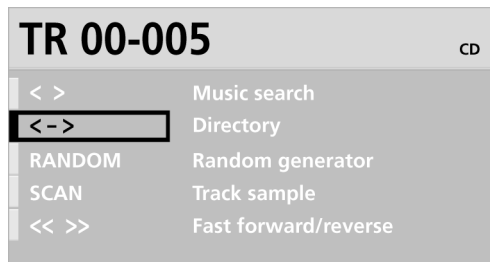 TR 00-005
CD
< > Music search
<-> Directory
RANDOM Random generator
SCAN Track sample
<< >> Fast forward/reverse